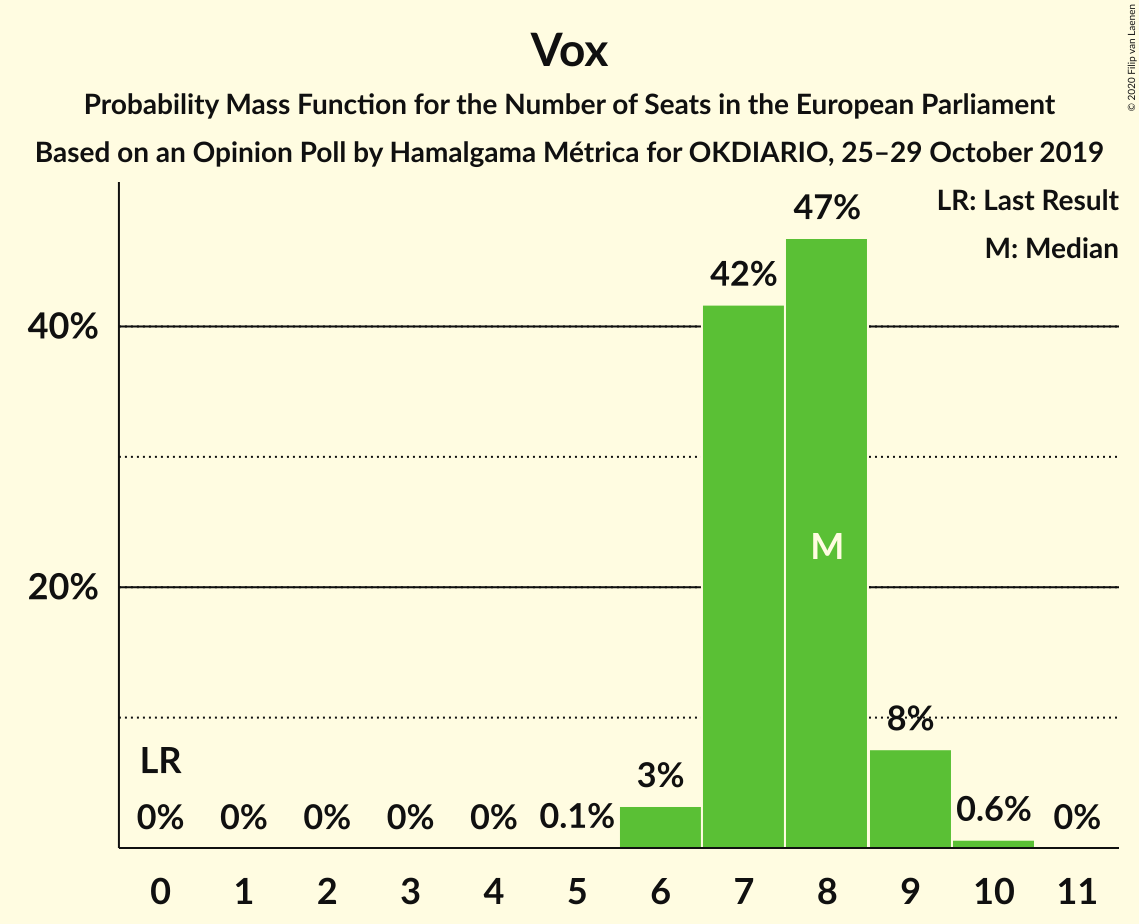 Vox
Probability Mass Function for the Number of Seats in the European Parliament
Based on an Opinion Poll by Hamalgama Métrica for OKDIARIO, 25–29 October 2019
© 2020 Filip van Laenen
LR: Last Result
M: Median
47%
42%
40%
M
20%
8%
LR
3%
0% 0% 0% 0% 0% 0.1% 0.6% 0%
0 1 2 3 4 5 6 7 8 9 10 11